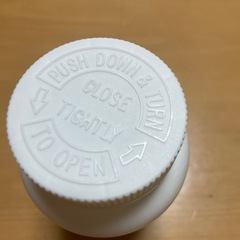 PUSH DOWN & TURN
CLOSE
TIGHTLY
TO OPEN